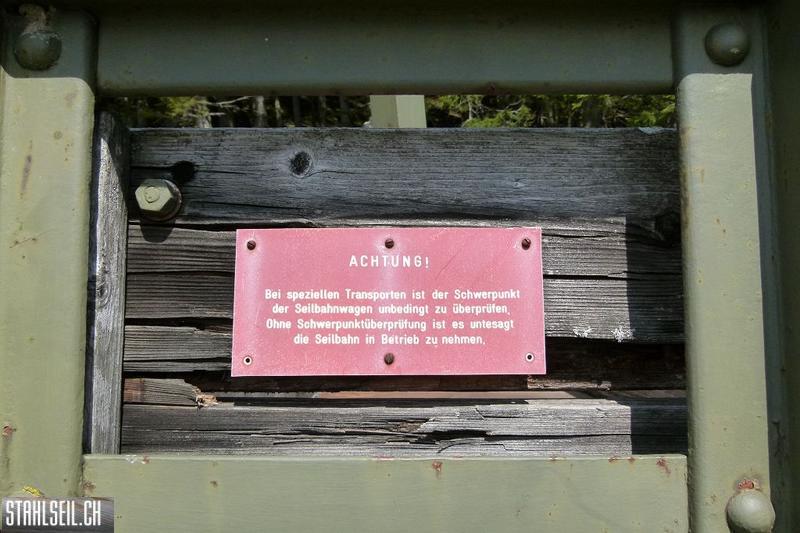 ACHTUNG!
Bei speziellen Transporten ist der Schwerpunkt
der Seilbahnwagen unbedingt zu überprüfen.
Ohne Schwerpunktüberprüfung ist es untesagt
die Seilbahn in Betrieb zu nehmen.
STAHLSEIL.CH